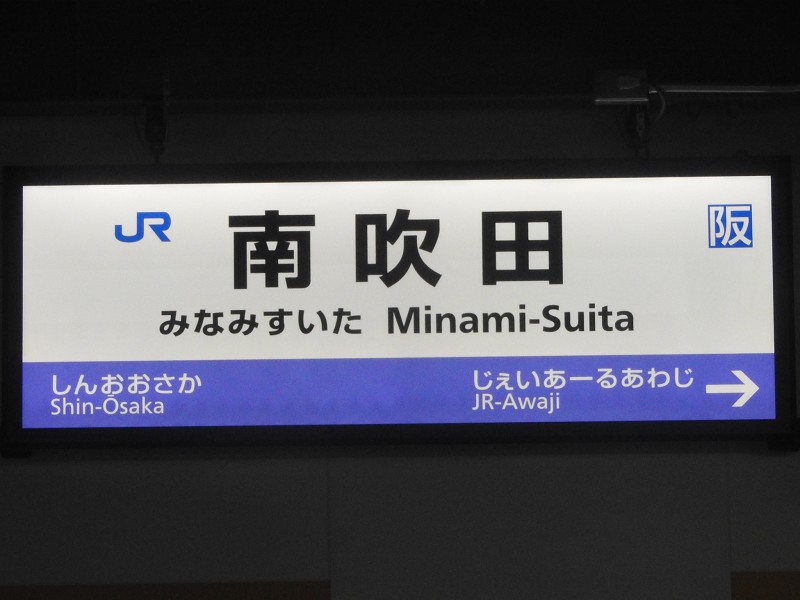 JR 南吹田 阪
みなみすいた Minami-Suita
しんおおさか じぇいあーるあわじ →
Shin-Ōsaka JR-Awaji